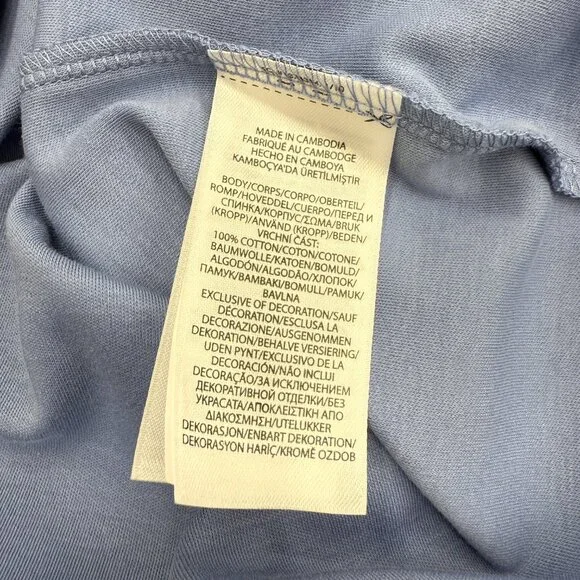 MADE IN CAMBODIA
FABRIQUÉ AU CAMBODGE
HECHO EN CAMBOYA
KAMBOÇYA'DA ÜRETİLMİŞTİR
BODY/CORPS/CORPO/OBERTEIL/
ROMP/HOVEDDEL/CUERPO/ПЕРЕД И
СПИНКА/КОРПУС/ΣΩΜΑ/BRUK
(KROPP)/ANVÄND (KROPP)/BEDEN/
VRCHNÍ ČÁST:
100% COTTON/COTON/COTONE/
BAUMWOLLE/KATOEN/BOMULD/
ALGODÓN/ALGODÃO/ХЛОПОК/
ПАМУК/BAMBAKI/BOMULL/PAMUK/
BAVLNA
EXCLUSIVE OF DECORATION/SAUF
DÉCORATION/ESCLUSA LA
DECORAZIONE/AUSGENOMMEN
DEKORATION/BEHALVE VERSIERING/
UDEN PYNT/EXCLUSIVO DE LA
DECORACIÓN/NÃO INCLUI
DECORAÇÃO/ЗА ИСКЛЮЧЕНИЕМ
ДЕКОРАТИВНОЙ ОТДЕЛКИ/БЕЗ
УКРАСАТА/ΑΠΟΚΛΕΙΣΤΙΚΗ ΑΠΟ
ΔΙΑΚΟΣΜΗΣΗ/UTELUKKER
DEKORASJON/ENBART DEKORATION/
DEKORASYON HARİÇ/KROMĚ OZDOB